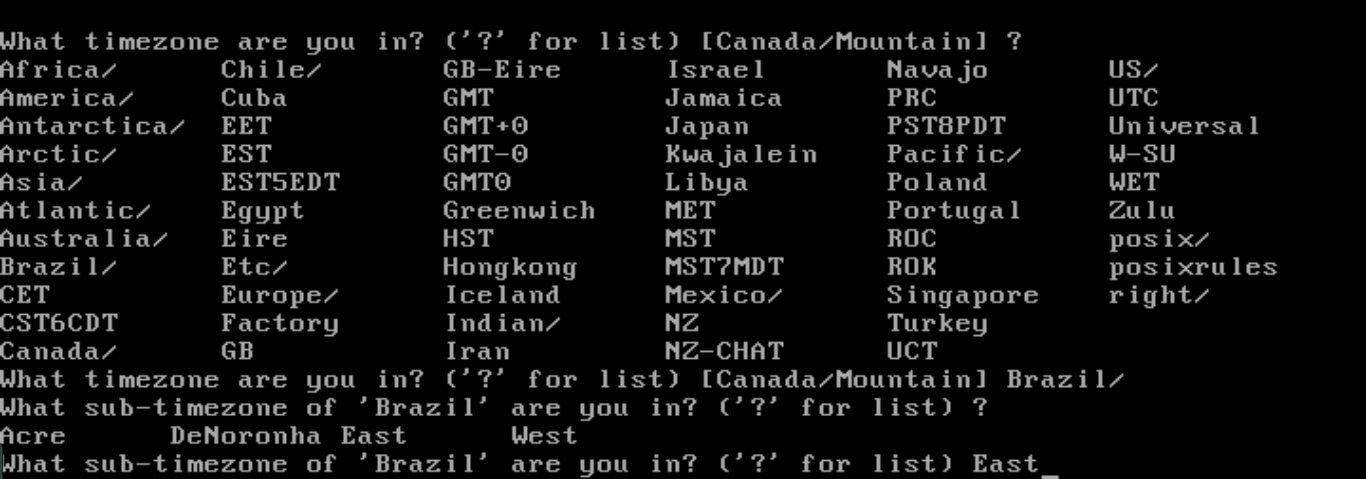 What timezone are you in? ('?' for list) [Canada/Mountain] ?
Africa/ Chile/ GB-Eire Israel Navajo US/
America/ Cuba GMT Jamaica PRC UTC
Antarctica/ EET GMT+0 Japan PST8PDT Universal
Arctic/ EST GMT-0 Kwajalein Pacific/ W-SU
Asia/ EST5EDT GMT0 Libya Poland WET
Atlantic/ Egypt Greenwich MET Portugal Zulu
Australia/ Eire HST MST ROC posix/
Brazil/ Etc/ Hongkong MST7MDT ROK posixrules
CET Europe/ Iceland Mexico/ Singapore right/
CST6CDT Factory Indian/ NZ Turkey
Canada/ GB Iran NZ-CHAT UCT
What timezone are you in? ('?' for list) [Canada/Mountain] Brazil/
What sub-timezone of 'Brazil' are you in? ('?' for list) ?
Acre DeNoronha East West
What sub-timezone of 'Brazil' are you in? ('?' for list) East_